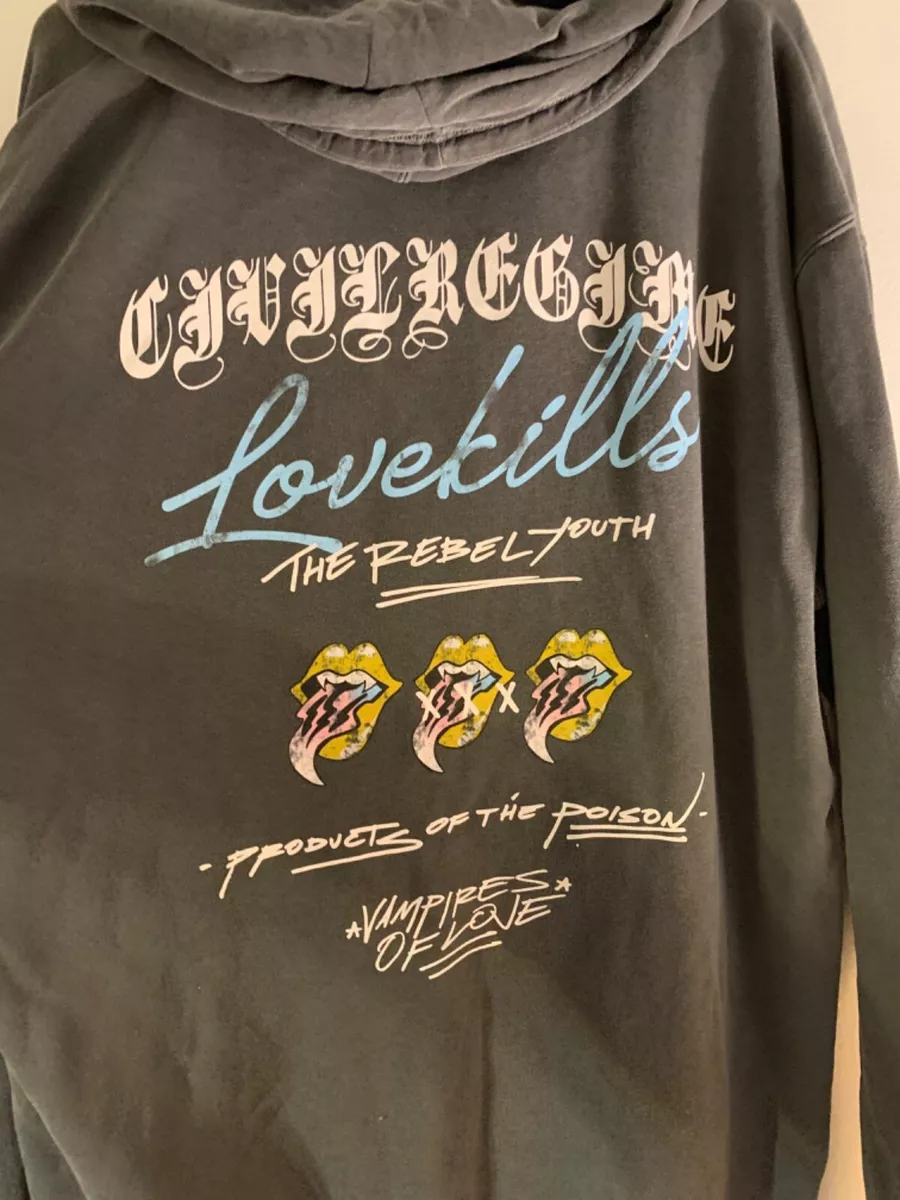 CIVILREGIME
Lovekills
THE REBEL YOUTH
X X X
- PRODUCTS OF THE POISON -
*VAMPIRES*
OF LOVE